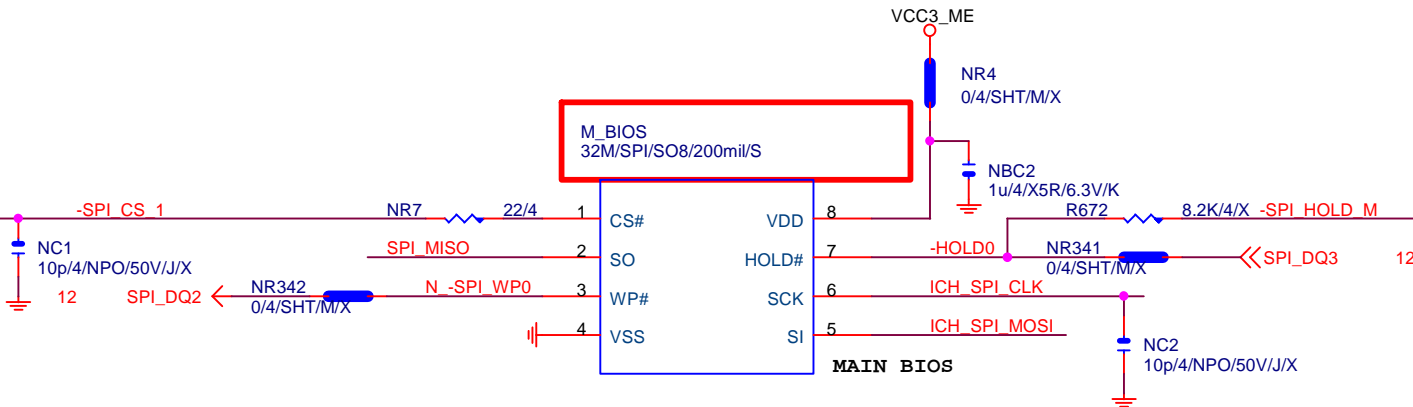 VCC3_ME
NR4
0/4/SHT/M/X
M_BIOS
32M/SPI/SO8/200mil/S
NBC2
1u/4/X5R/6.3V/K
-SPI_CS_1
NR7
22/4
1
CS#
VDD
8
R672
8.2K/4/X
-SPI_HOLD_M
NC1
10p/4/NPO/50V/J/X
SPI_MISO
2
SO
HOLD#
7
-HOLD0
NR341
0/4/SHT/M/X
SPI_DQ3
12
12
SPI_DQ2
NR342
0/4/SHT/M/X
N_-SPI_WP0
3
WP#
SCK
6
ICH_SPI_CLK
4
VSS
SI
5
ICH_SPI_MOSI
NC2
10p/4/NPO/50V/J/X
MAIN BIOS